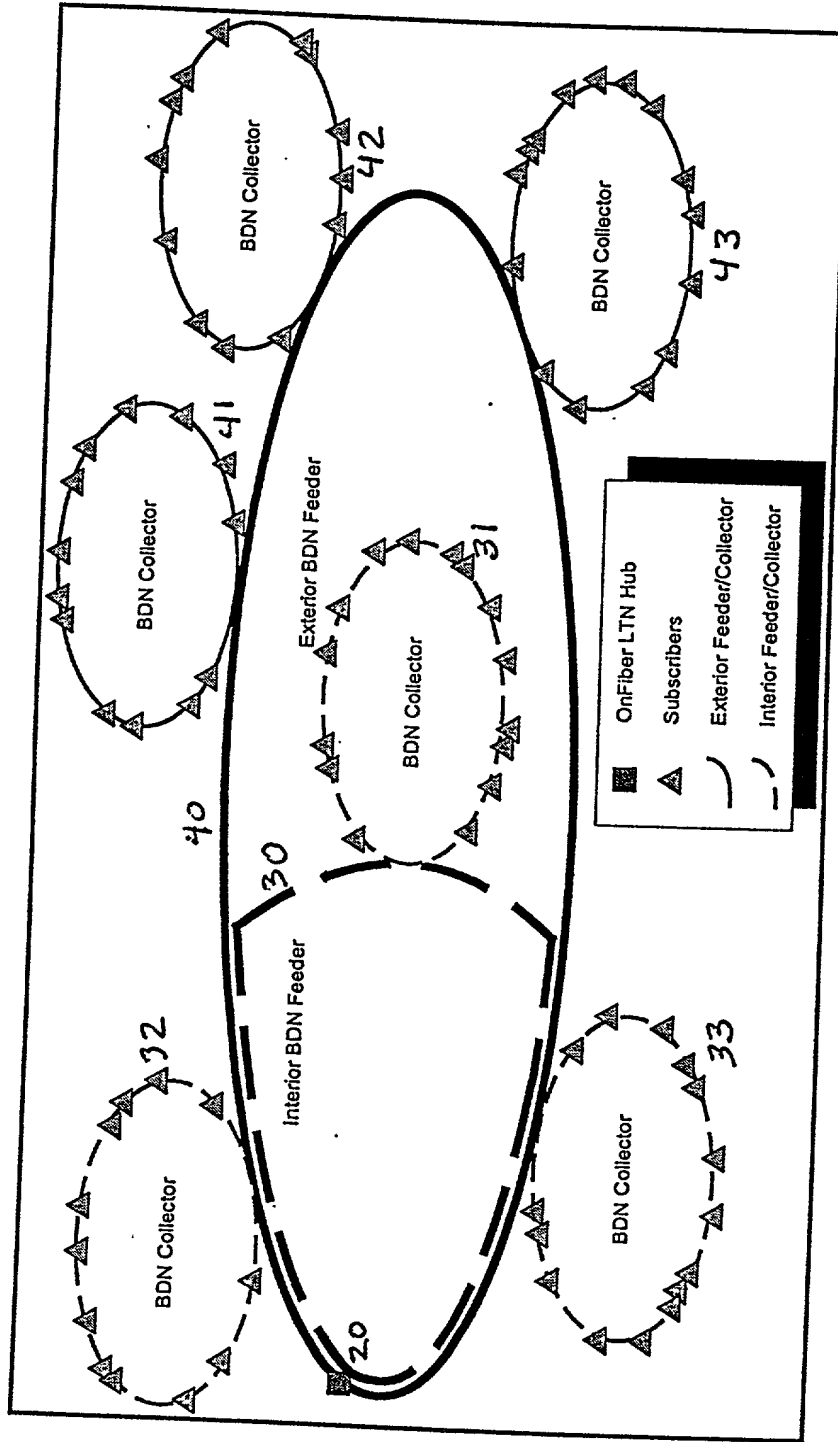 BDN Collector
32
BDN Collector
41
BDN Collector
42
40
20
Interior BDN Feeder
30
Exterior BDN Feeder
BDN Collector
31
BDN Collector
33
BDN Collector
43
OnFiber LTN Hub
Subscribers
Exterior Feeder/Collector
Interior Feeder/Collector